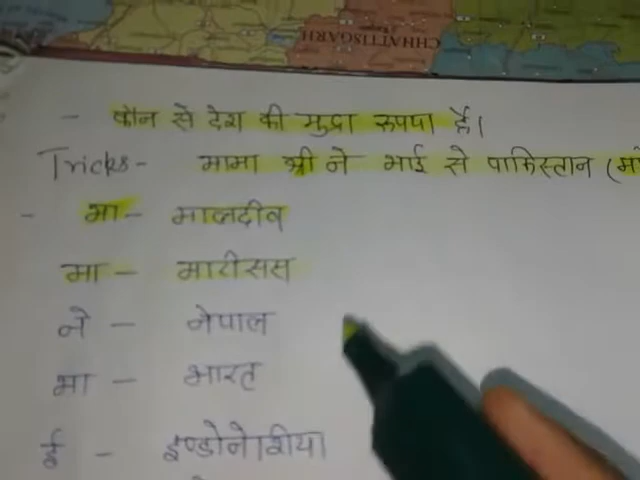 CHHATTISGARH
- कौन से देश की मुद्रा रूपया है।
Tricks- मामा श्री ने भाई से पाकिस्तान (
- मा- मालदीव
मा - मारीसस
ने - नेपाल
भा - भारत
ई - इण्डोनेशिया